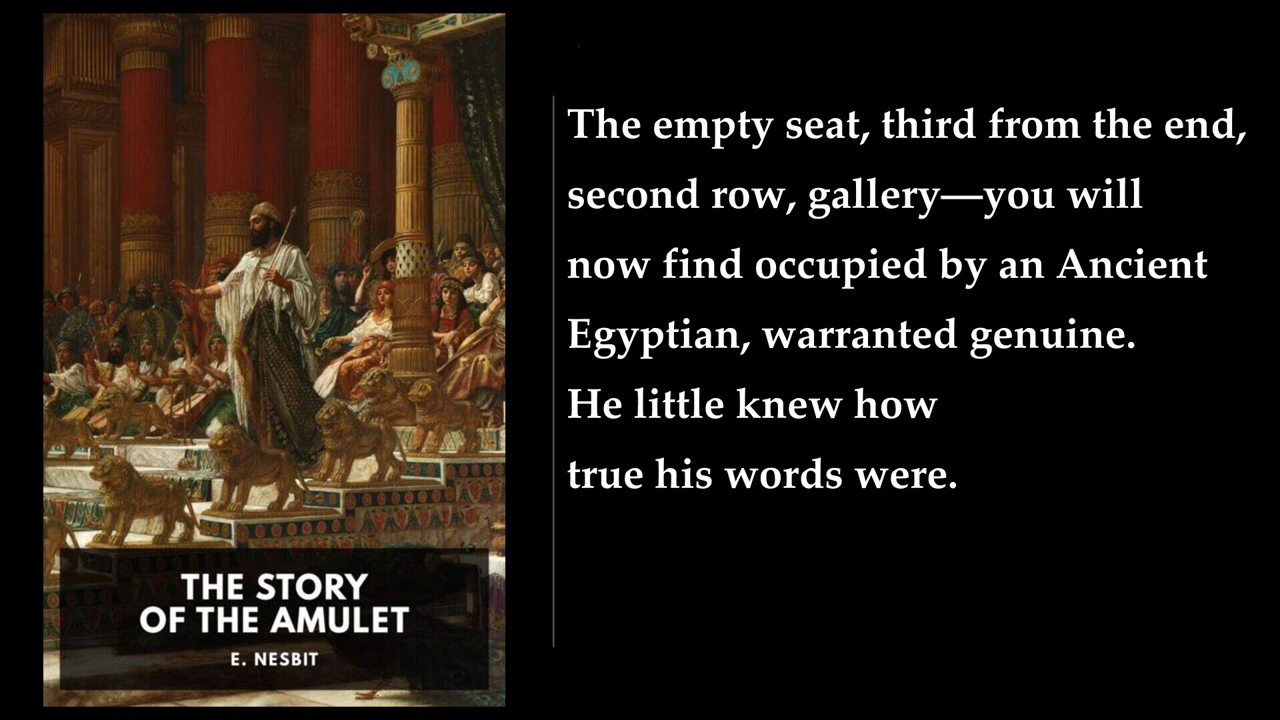 THE STORY
OF THE AMULET
E. NESBIT
The empty seat, third from the end,
second row, gallery—you will
now find occupied by an Ancient
Egyptian, warranted genuine.
He little knew how
true his words were.